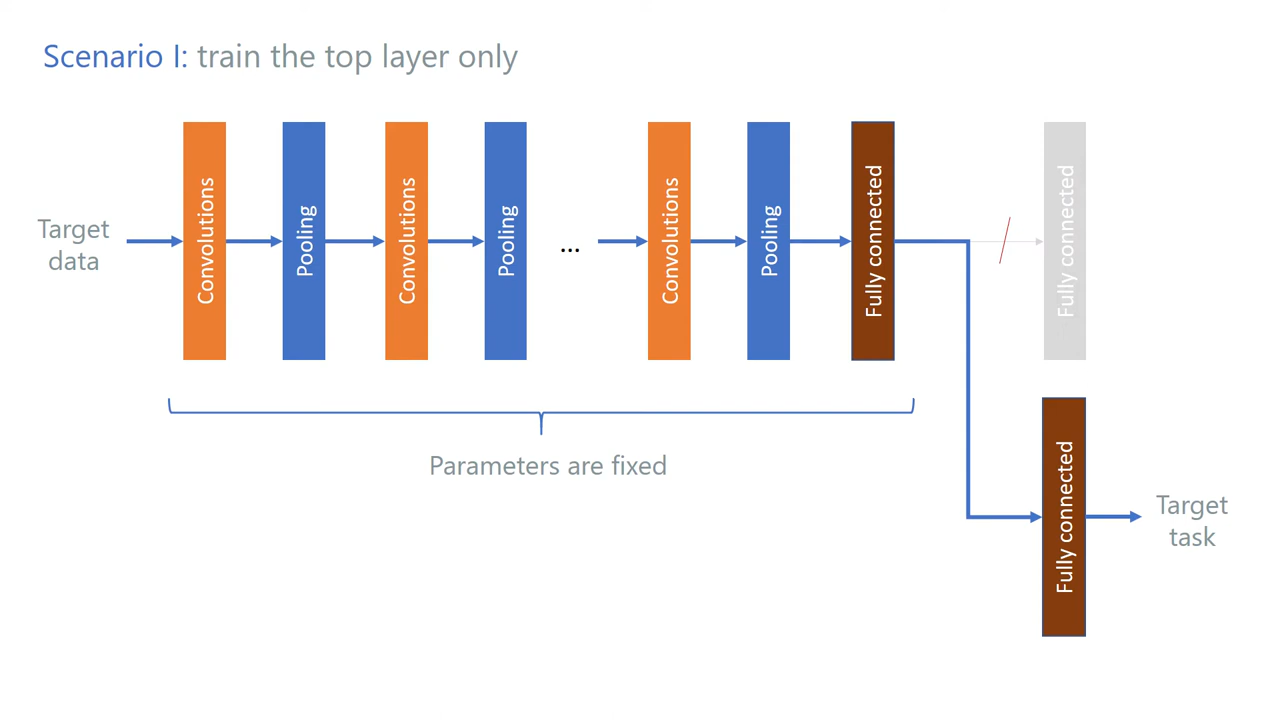 Scenario I: train the top layer only
Target
data
Convolutions
Pooling
Convolutions
Pooling
...
Convolutions
Pooling
Fully connected
Fully connected
Parameters are fixed
Fully connected
Target
task